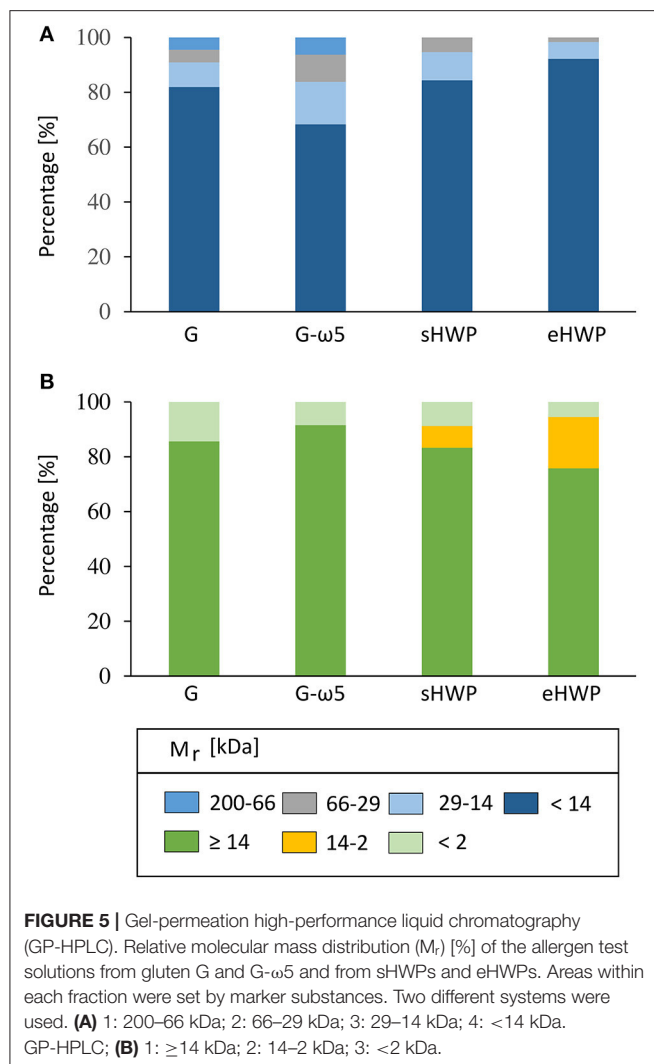 A
Percentage [%]
100
80
60
40
20
0
G G-ω5 sHWP eHWP
B
Percentage [%]
100
80
60
40
20
0
G G-ω5 sHWP eHWP
Mr [kDa]
200-66 66-29 29-14 < 14
≥ 14 14-2 < 2
FIGURE 5 | Gel-permeation high-performance liquid chromatography
(GP-HPLC). Relative molecular mass distribution (Mr) [%] of the allergen test
solutions from gluten G and G-ω5 and from sHWPs and eHWPs. Areas within
each fraction were set by marker substances. Two different systems were
used. (A) 1: 200–66 kDa; 2: 66–29 kDa; 3: 29–14 kDa; 4: <14 kDa.
GP-HPLC; (B) 1: ≥14 kDa; 2: 14–2 kDa; 3: <2 kDa.